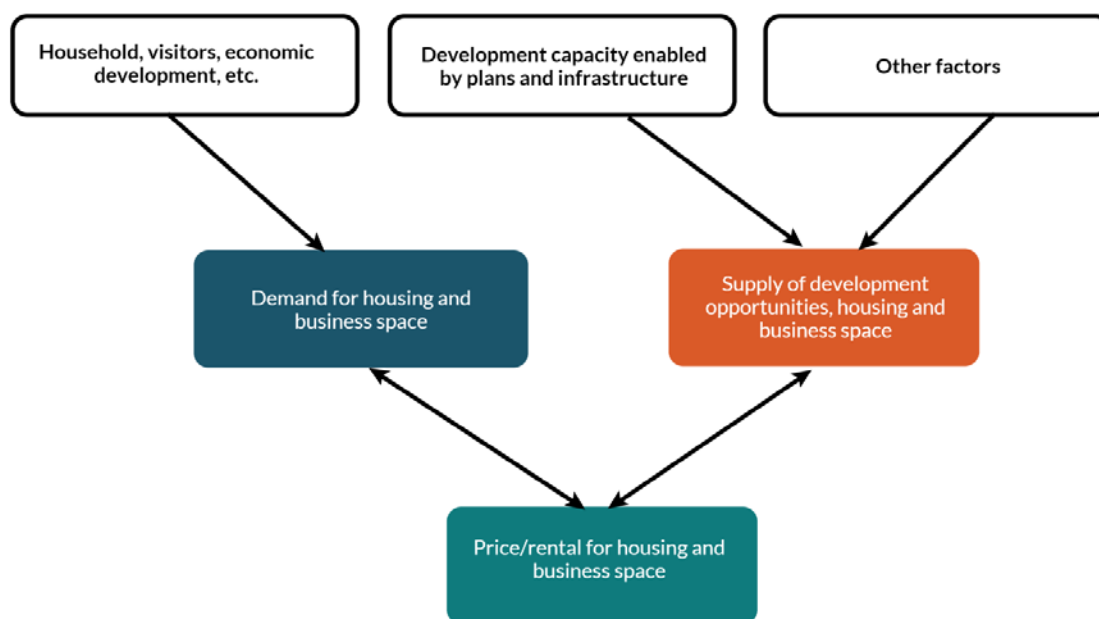 Household, visitors, economic
development, etc.
Development capacity enabled
by plans and infrastructure
Other factors
Demand for housing and
business space
Supply of development
opportunities, housing and
business space
Price/rental for housing and
business space